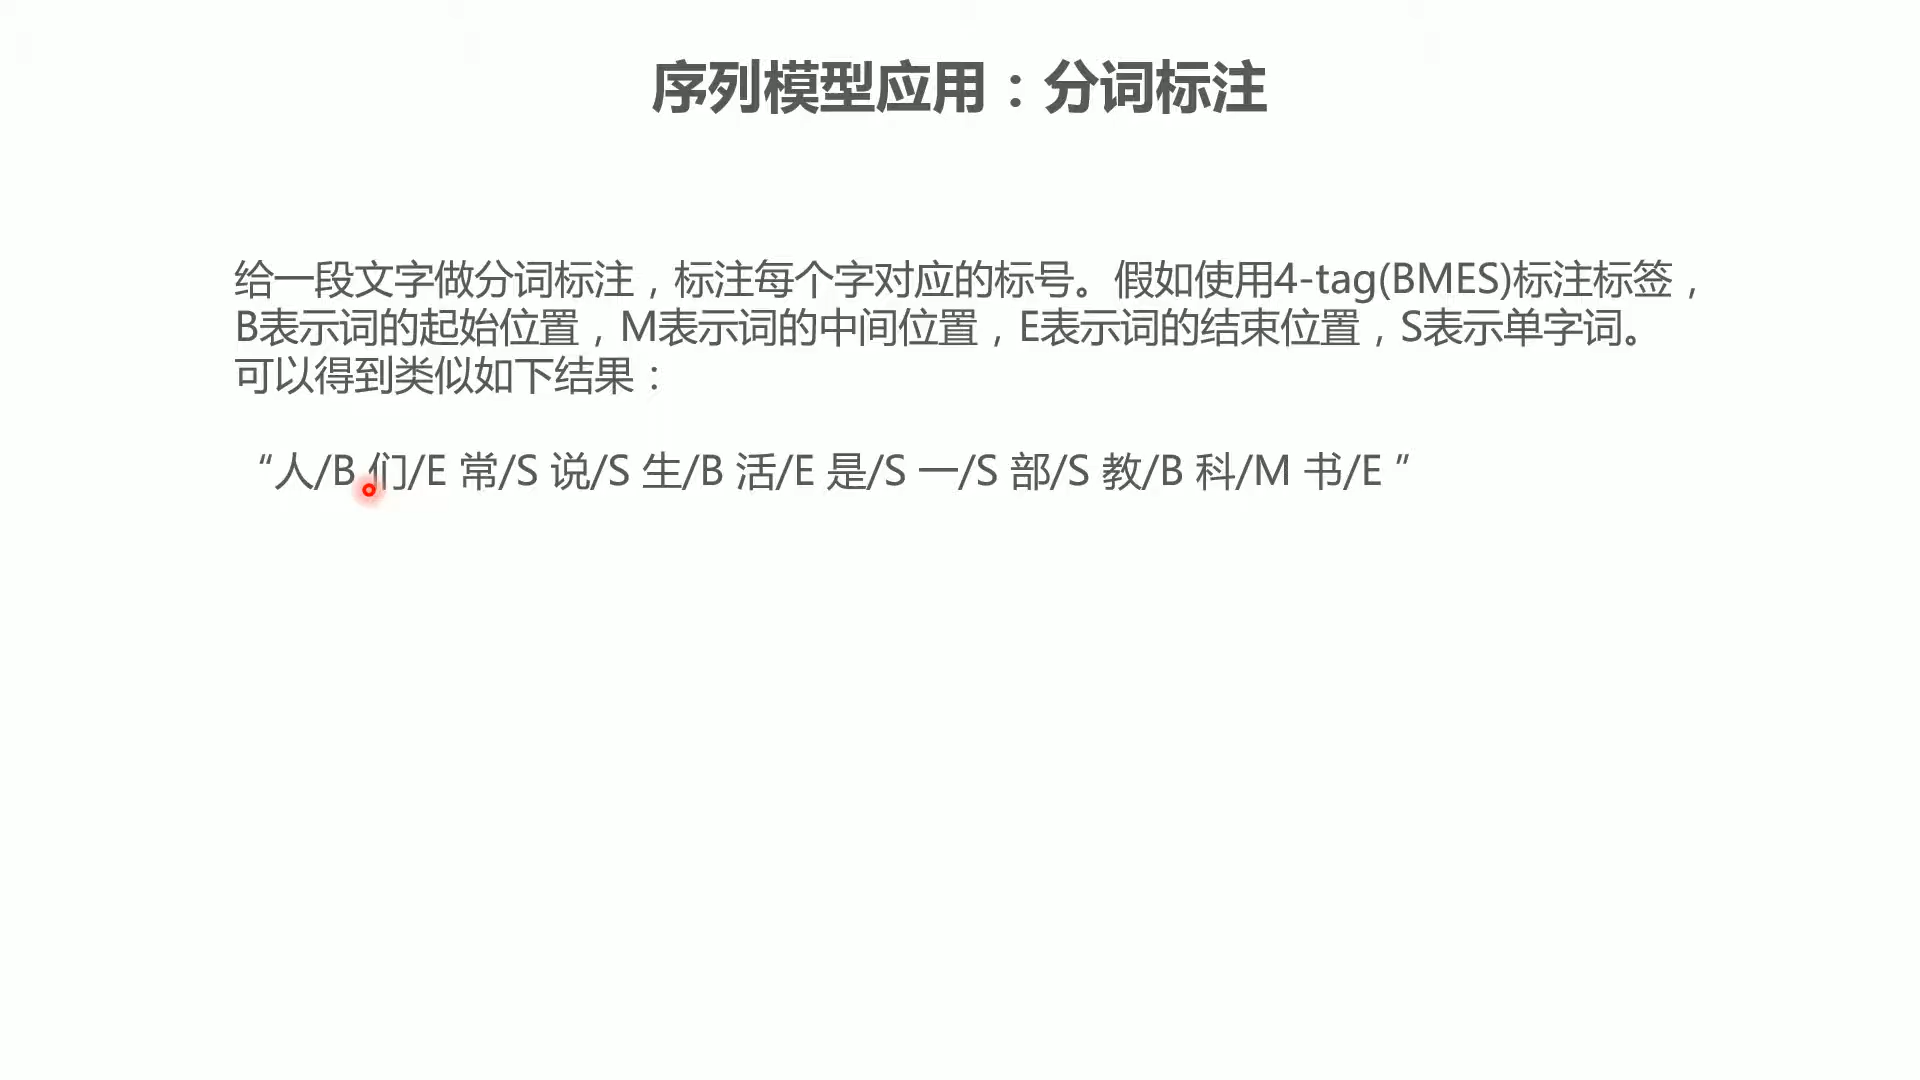 序列模型应用：分词标注
给一段文字做分词标注，标注每个字对应的标号。假如使用4-tag(BMES)标注标签，
B表示词的起始位置，M表示词的中间位置，E表示词的结束位置，S表示单字词。
可以得到类似如下结果：
“人/B 们/E 常/S 说/S 生/B 活/E 是/S 一/S 部/S 教/B 科/M 书/E ”